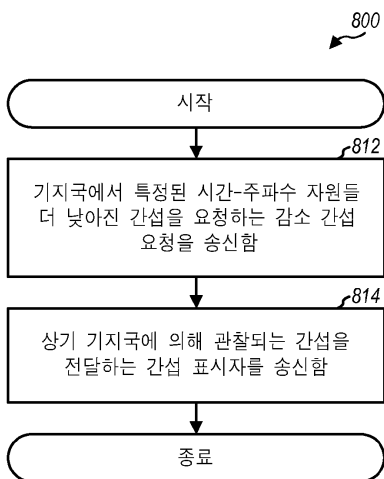 800
시작
812
기지국에서 특정된 시간-주파수 자원들
더 낮아진 간섭을 요청하는 감소 간섭
요청을 송신함
814
상기 기지국에 의해 관찰되는 간섭을
전달하는 간섭 표시자를 송신함
종료